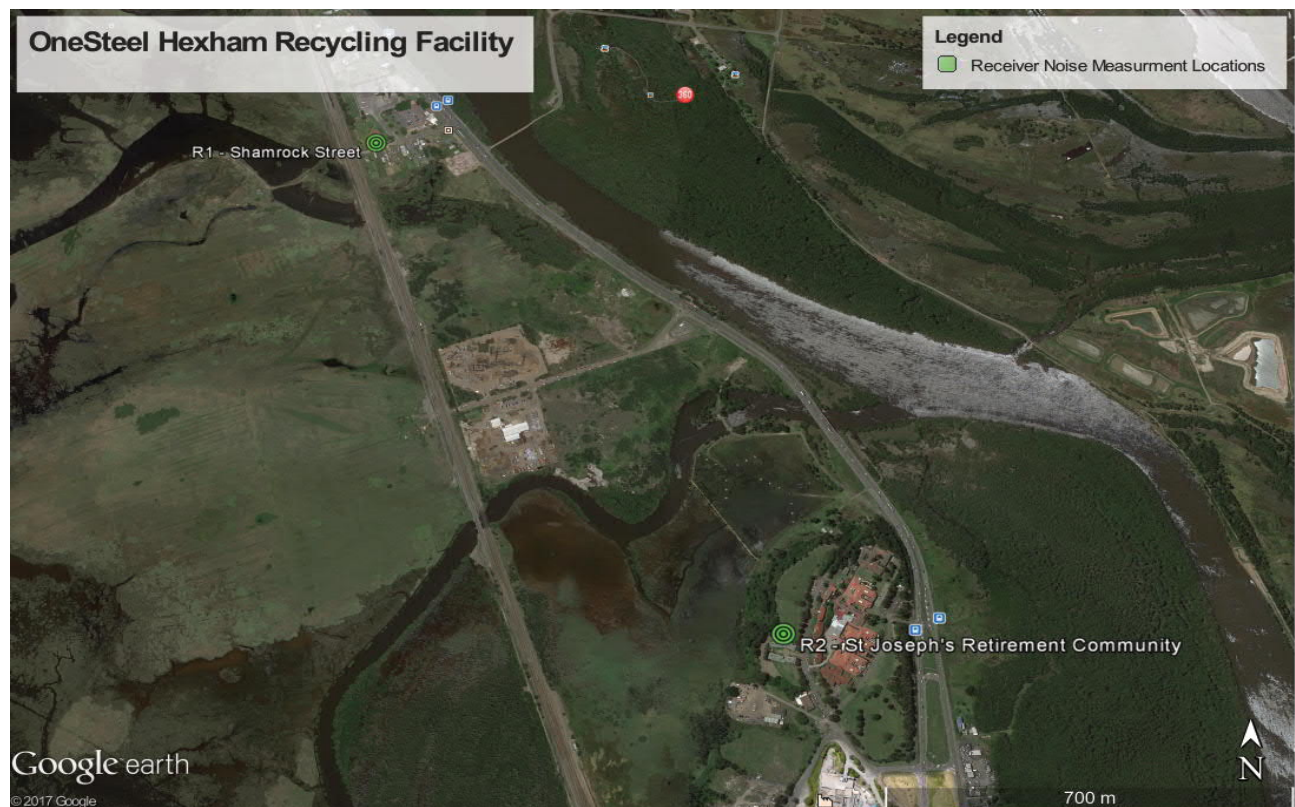 OneSteel Hexham Recycling Facility
Legend
Receiver Noise Measurment Locations
360
R1 - Shamrock Street
R2 - St Joseph's Retirement Community
Google earth
N
© 2017 Google
700 m